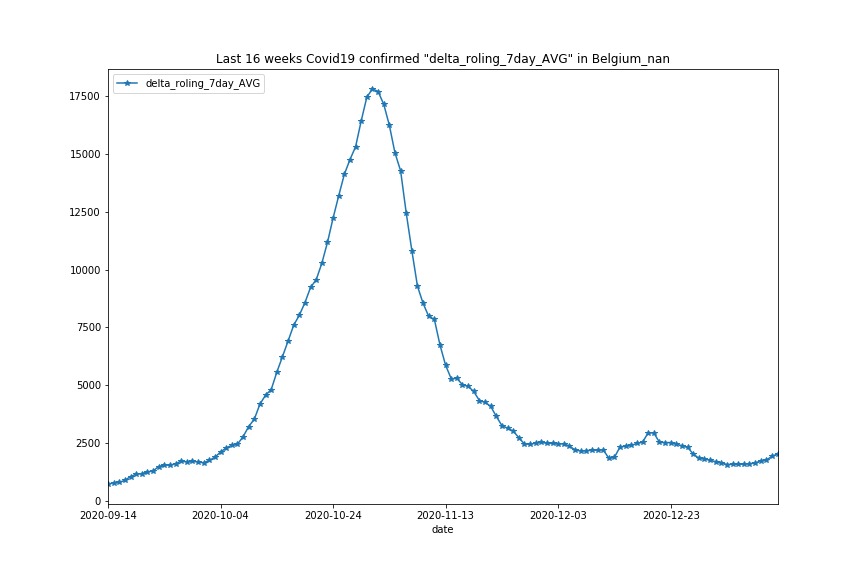 Last 16 weeks Covid19 confirmed "delta_roling_7day_AVG" in Belgium_nan
delta_roling_7day_AVG
17500
15000
12500
10000
7500
5000
2500
0
2020-09-14 2020-10-04 2020-10-24 2020-11-13 2020-12-03 2020-12-23
date